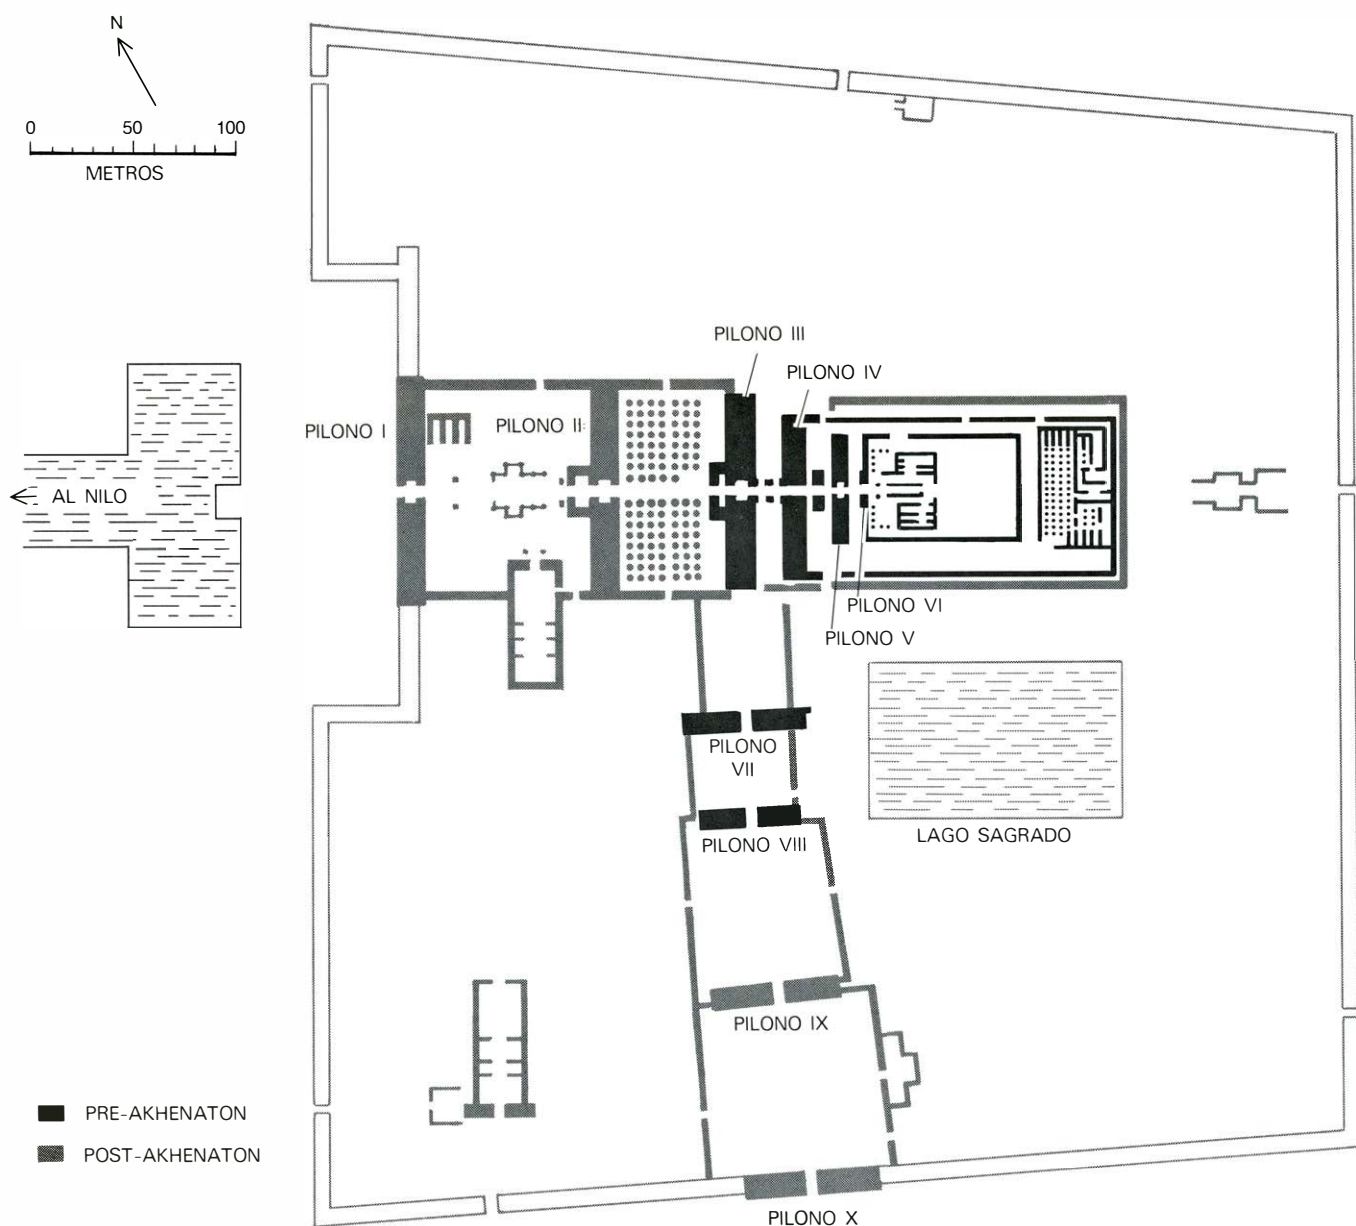 N
0 50 100
METROS
PILONO III
PILONO IV
PILONO I
PILONO II
AL NILO
PILONO VI
PILONO V
PILONO
VII
PILONO VIII
LAGO SAGRADO
PILONO IX
PRE-AKHENATON
POST-AKHENATON
PILONO X